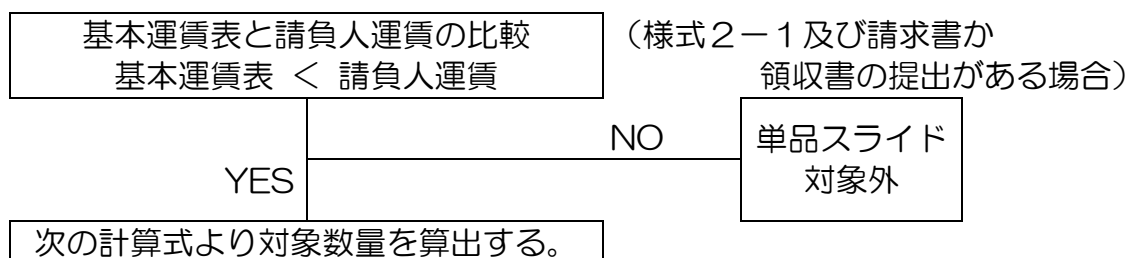 基本運賃表と請負人運賃の比較
基本運賃表 < 請負人運賃
(様式2-1及び請求書か
領収書の提出がある場合)
NO
単品スライド
対象外
YES
次の計算式より対象数量を算出する。